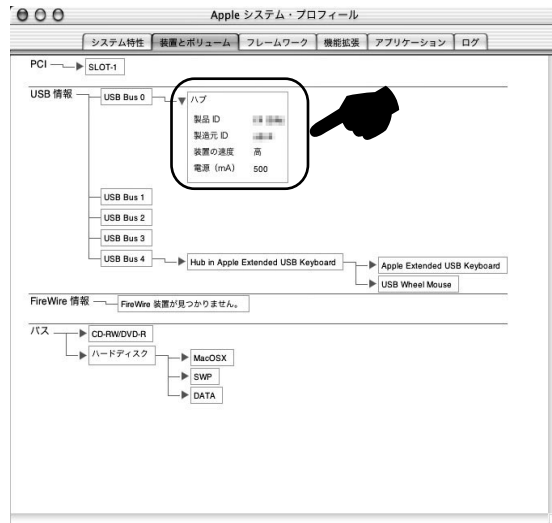 Apple システム・プロフィール
システム特性 装置とボリューム フレームワーク 機能拡張 アプリケーション ログ
PCI SLOT-1
USB 情報 USB Bus 0 ハブ
製品 ID
製造元 ID
装置の速度 高
電源（mA） 500
USB Bus 1
USB Bus 2
USB Bus 3
USB Bus 4 Hub in Apple Extended USB Keyboard Apple Extended USB Keyboard
USB Wheel Mouse
FireWire 情報 FireWire 装置が見つかりません。
バス CD-RW/DVD-R
ハードディスク MacOSX
SWP
DATA